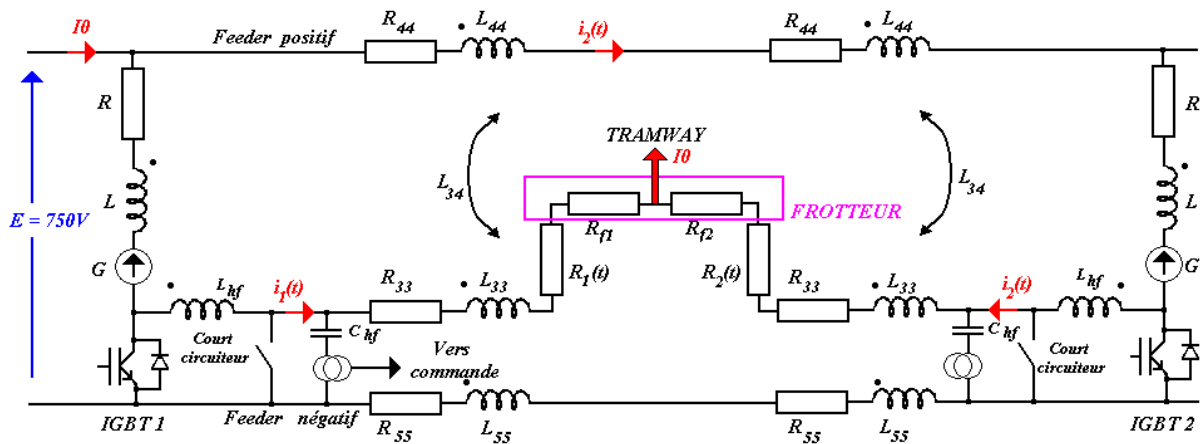 I0
Feeder positif
R44
L44
i2(t)
R44
L44
R
L
E = 750V
G
L34
TRAMWAY
I0
FROTTEUR
Rf1
Rf2
R1(t)
R2(t)
L34
R
L
G
Lhf
i1(t)
R33
L33
R33
L33
i2(t)
Lhf
Court
circuiteur
Chf
Vers
commande
Chf
Court
circuiteur
IGBT 1
Feeder négatif
R55
L55
R55
L55
IGBT 2